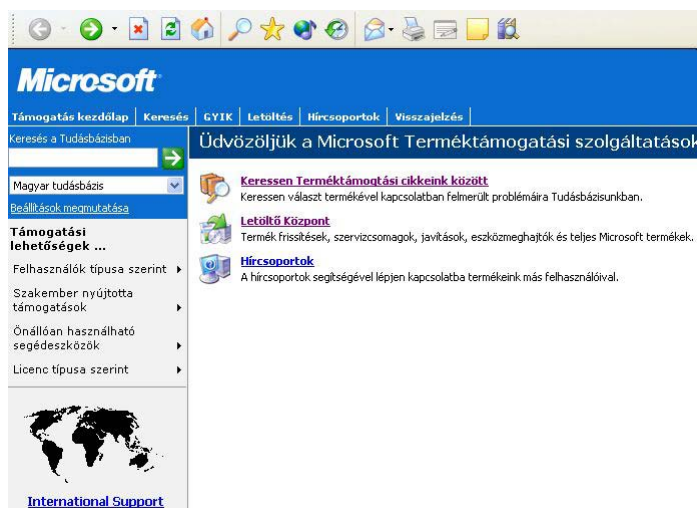 Microsoft
Támogatás kezdőlap Keresés GYIK Letöltés Hírcsoportok Visszajelzés
Keresés a Tudásbázisban
Magyar tudásbázis
Beállítások megmutatása
Támogatási
lehetőségek ...
Felhasználók típusa szerint
Szakember nyújtotta
támogatások
Önállóan használható
segédeszközök
Licenc típusa szerint
International Support
Üdvözöljük a Microsoft Terméktámogatási szolgáltatások
Keressen Terméktámogtási cikkeink között
Keressen választ termékével kapcsolatban felmerült problémáira Tudásbázisunkban.
Letöltő Központ
Termék frissítések, szervizcsomagok, javítások, eszközmeghajtók és teljes Microsoft termékek.
Hírcsoportok
A hírcsoportok segítségével lépjen kapcsolatba termékeink más felhasználóival.